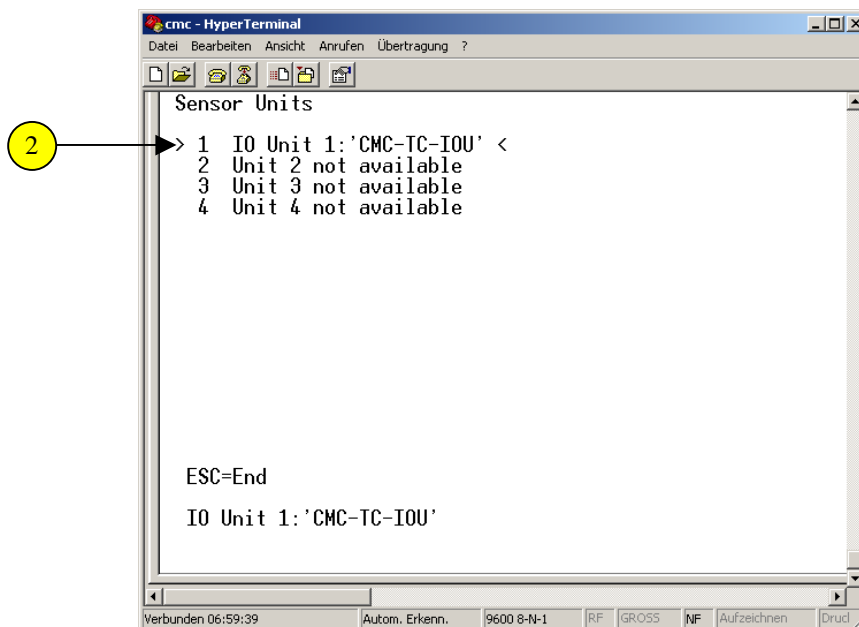 cmc - HyperTerminal
Datei Bearbeiten Ansicht Anrufen Übertragung ?
Sensor Units
2
> 1 IO Unit 1:'CMC-TC-IOU' <
2 Unit 2 not available
3 Unit 3 not available
4 Unit 4 not available
ESC=End
IO Unit 1:'CMC-TC-IOU'
Verbunden 06:59:39 Autom. Erkenn. 9600 8-N-1 RF GROSS NF Aufzeichnen Druc